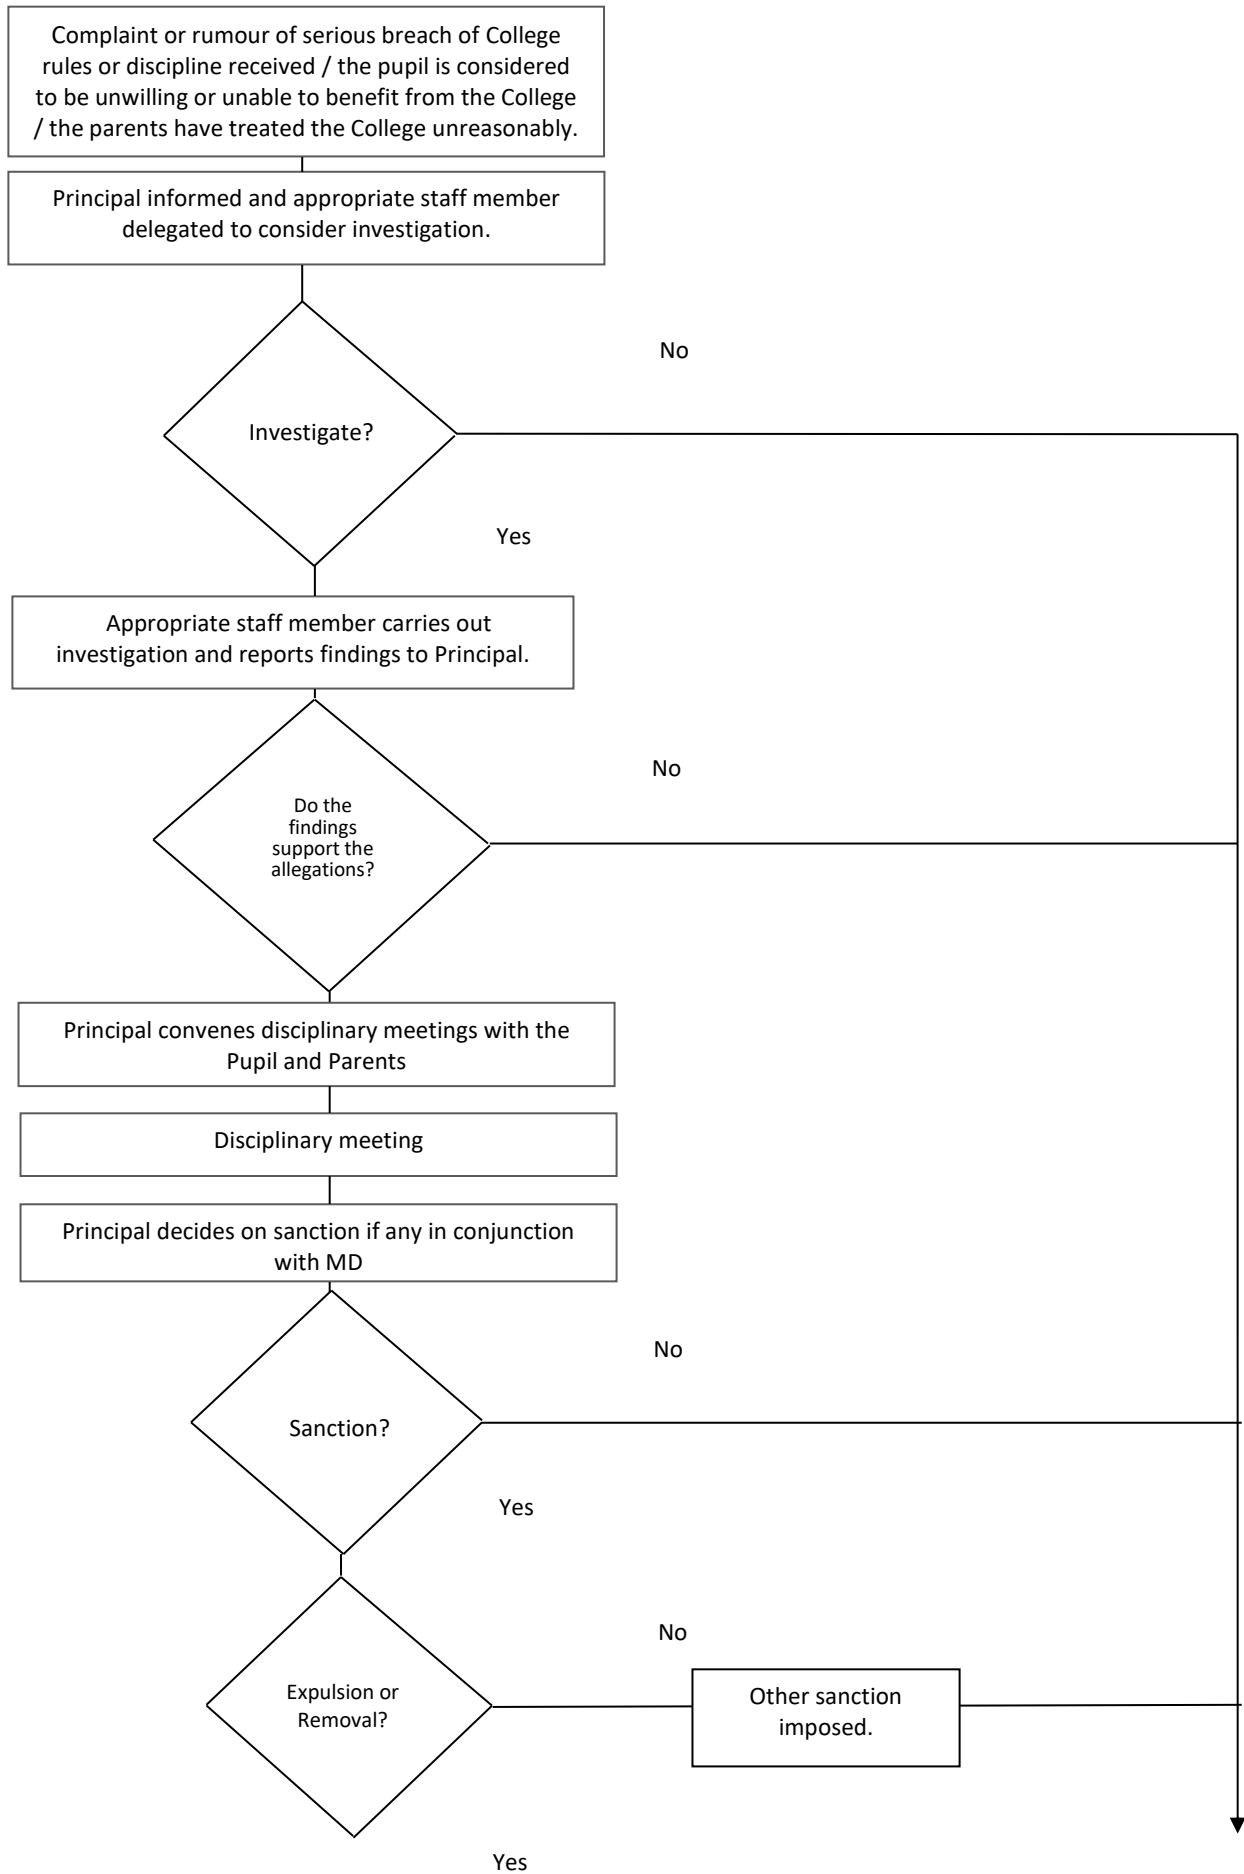 Complaint or rumour of serious breach of College
rules or discipline received / the pupil is considered
to be unwilling or unable to benefit from the College
/ the parents have treated the College unreasonably.
Principal informed and appropriate staff member
delegated to consider investigation.
No
Investigate?
Yes
Appropriate staff member carries out
investigation and reports findings to Principal.
No
Do the
findings
support the
allegations?
Principal convenes disciplinary meetings with the
Pupil and Parents
Disciplinary meeting
Principal decides on sanction if any in conjunction
with MD
No
Sanction?
Yes
No
Expulsion or
Removal?
Other sanction
imposed.
Yes